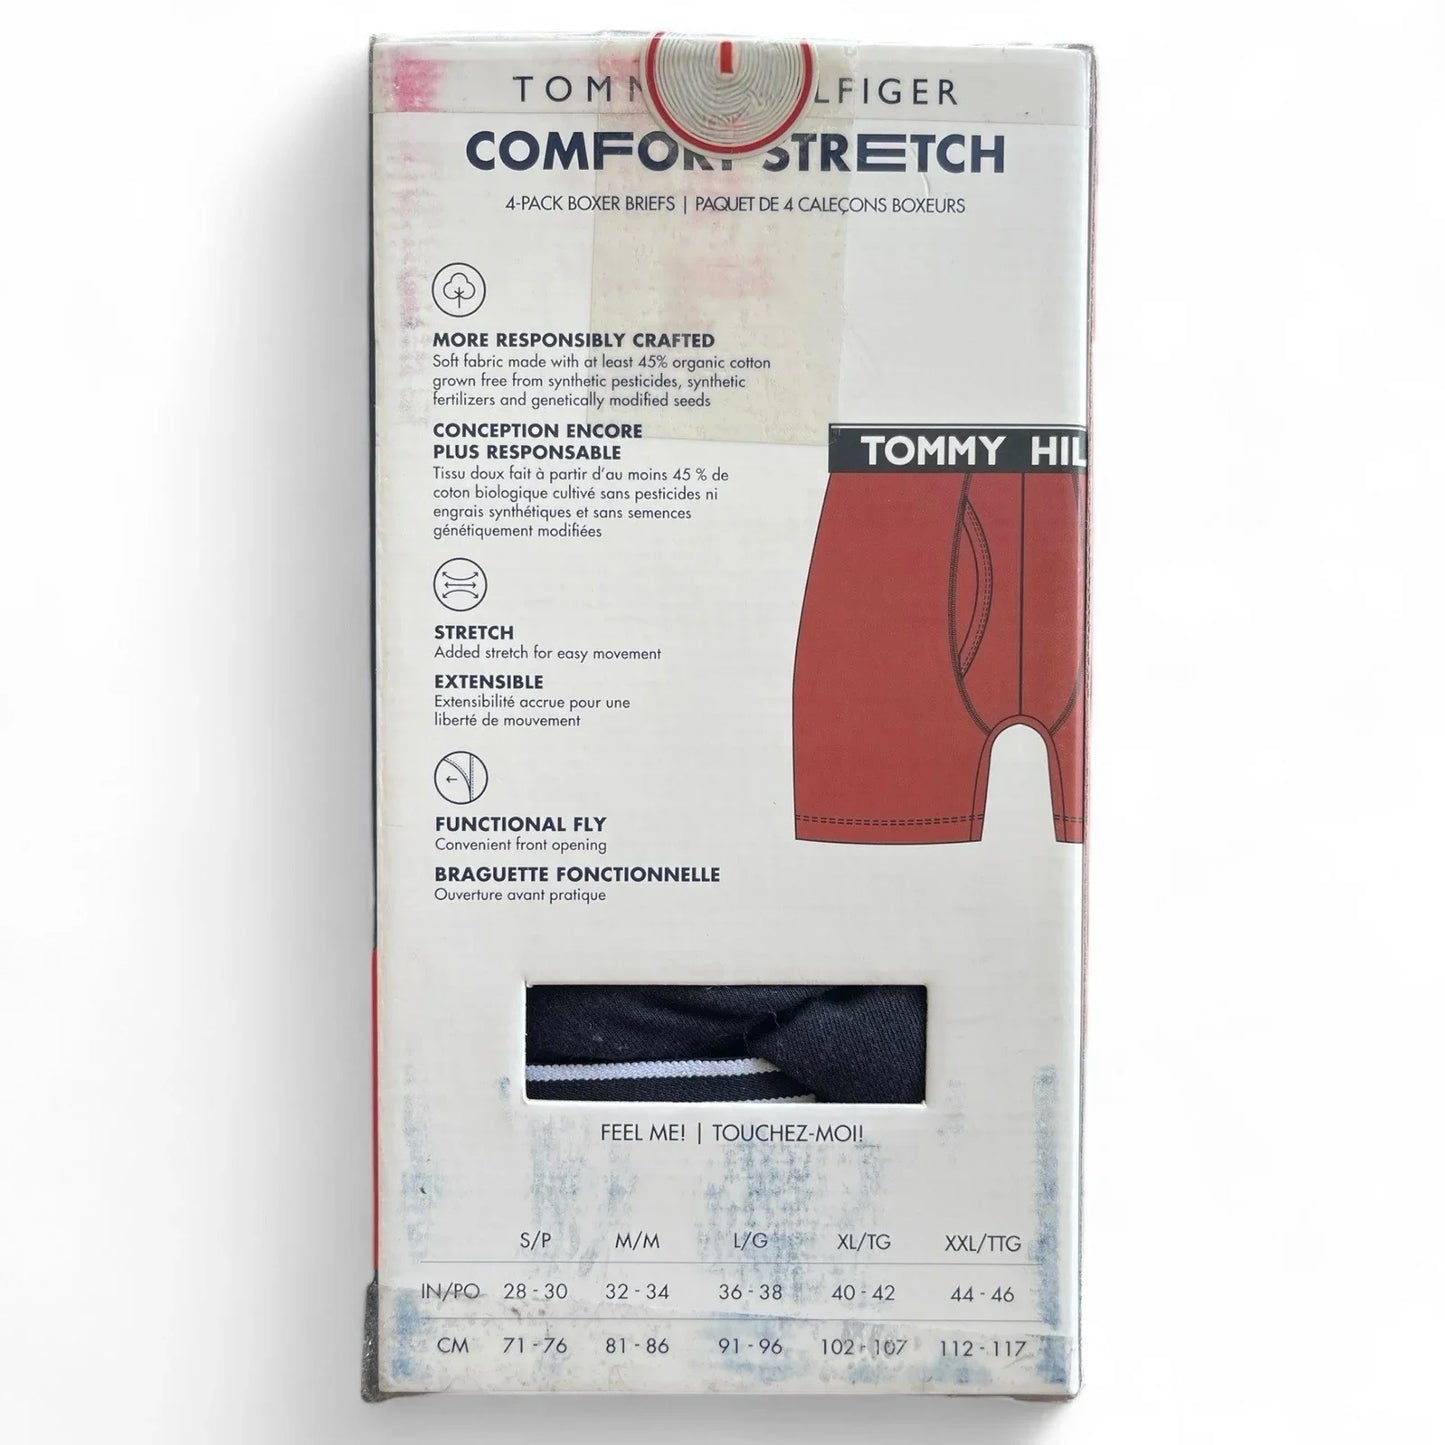 TOMM LFIGER
COMFORT STRETCH
4-PACK BOXER BRIEFS | PAQUET DE 4 CALEÇONS BOXEURS
MORE RESPONSIBLY CRAFTED
Soft fabric made with at least 45% organic cotton
grown free from synthetic pesticides, synthetic
fertilizers and genetically modified seeds
CONCEPTION ENCORE
PLUS RESPONSABLE
Tissu doux fait à partir d'au moins 45 % de
coton biologique cultivé sans pesticides ni
engrais synthétiques et sans semences
génétiquement modifiées
TOMMY HIL
STRETCH
Added stretch for easy movement
EXTENSIBLE
Extensibilité accrue pour une
liberté de mouvement
FUNCTIONAL FLY
Convenient front opening
BRAGUETTE FONCTIONNELLE
Ouverture avant pratique
FEEL ME! | TOUCHEZ-MOI!
S/P M/M L/G XL/TG XXL/TTG
IN/PO 28 - 30 32 - 34 36 - 38 40 - 42 44 - 46
CM 71 - 76 81 - 86 91 - 96 102 - 107 112 - 117